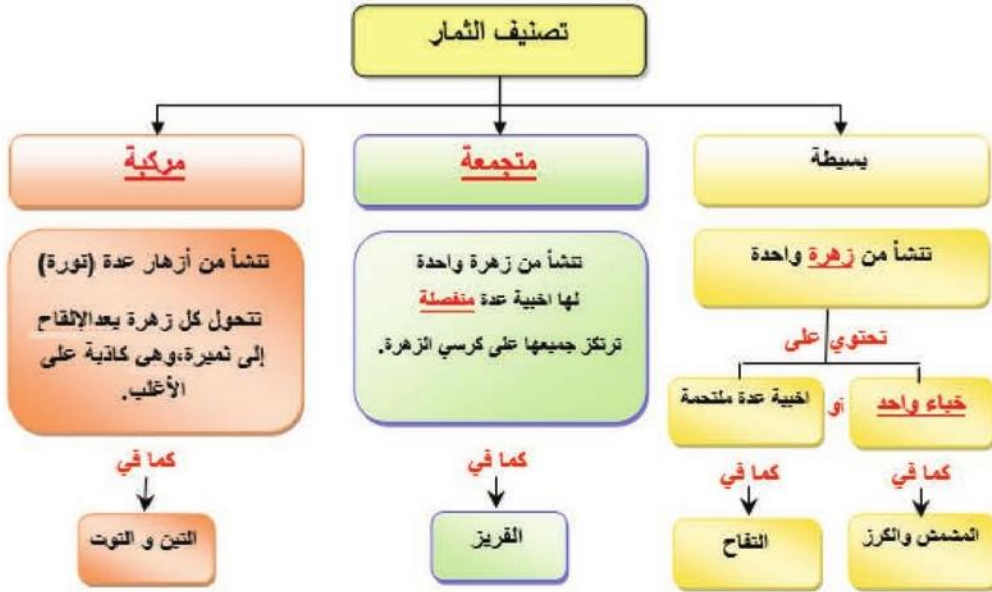 تصنيف الثمار
بسيطة
متجمعة
مركبة
تنشأ من زهرة واحدة
تحتوي على
خباء واحد
أو
اخبية عدة ملتحمة
كما في
كما في
المشمش والكرز
التفاح
تنشأ من زهرة واحدة
لها اخبية عدة منفصلة
ترتكز جميعها على كرسي الزهرة.
كما في
الفريز
تنشأ من أزهار عدة (نورة)
تتحول كل زهرة بعدالإلقاح
إلى ثميرة،وهى كاذبة على
الأغلب.
كما في
التين و التوت